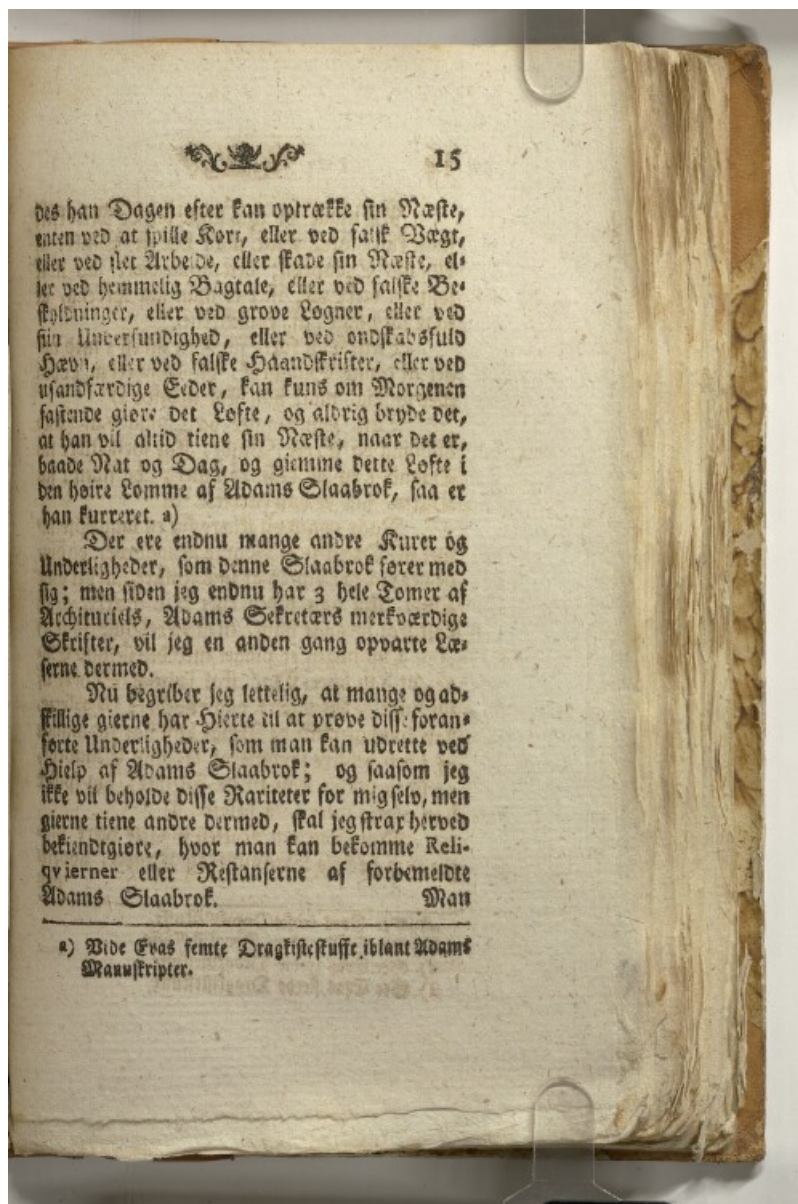 15
des han Dagen efter kan optrække sin Næste,
enten ved at spille Kort, eller ved falsk Vægt,
eller ved slet Arbeide, eller skade sin Næste, el-
ler ved hemmelig Bagtale, eller ved falske Be-
skyldninger, eller ved grove Løgner, eller ved
sin Underfundighed, eller ved ondskabsfuld
Hævn, eller ved falske Haandskrifter, eller ved
usandfærdige Eeder, kan kuns om Morgenen
fastende giøre det Løfte, og aldrig bryde det,
at han vil altid tiene sin Næste, naar det er,
baade Nat og Dag, og giemme dette Løfte i
den høire Lomme af Adams Slaabrok, saa er
han kurreret. a)
Der ere endnu mange andre Kurer og
Underligheder, som denne Slaabrok fører med
sig; men siden jeg endnu har 3 hele Tomer af
Archituriels, Adams Sekretærs merkværdige
Skrifter, vil jeg en anden gang opvarte Læ-
serne dermed.
Nu begriber jeg lettelig, at mange og ad-
skillige gierne har Hierte til at prøve disse foran-
førte Underligheder, som man kan udrette ved
Hielp af Adams Slaabrok; og saasom jeg
ikke vil beholde disse Rariteter for mig selv, men
gierne tiene andre dermed, skal jeg strax herved
bekiendtgiøre, hvor man kan bekomme Reli-
qvierner eller Restanserne af forbemeldte
Adams Slaabrok. Man
a) Vide Evas femte Dragkisteskuffe iblant Adams
Manuskripter.